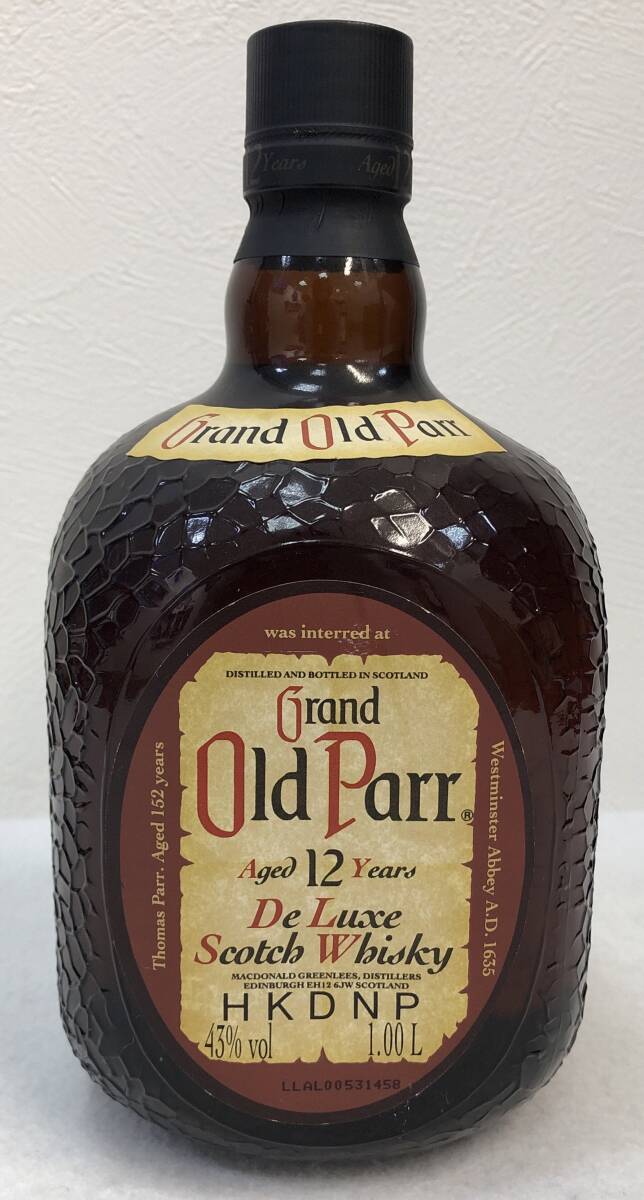 2 Years Aged
Grand Old Parr
was interred at
Thomas Parr. Aged 152 years
Westminster Abbey A.D. 1635
DISTILLED AND BOTTLED IN SCOTLAND
Grand
Old Parr®
Aged 12 Years
De Luxe
Scotch Whisky
MACDONALD GREENLEES, DISTILLERS
EDINBURGH EH12 6JW SCOTLAND
HKDNP
43% vol 1.00 L
LLAL00531458